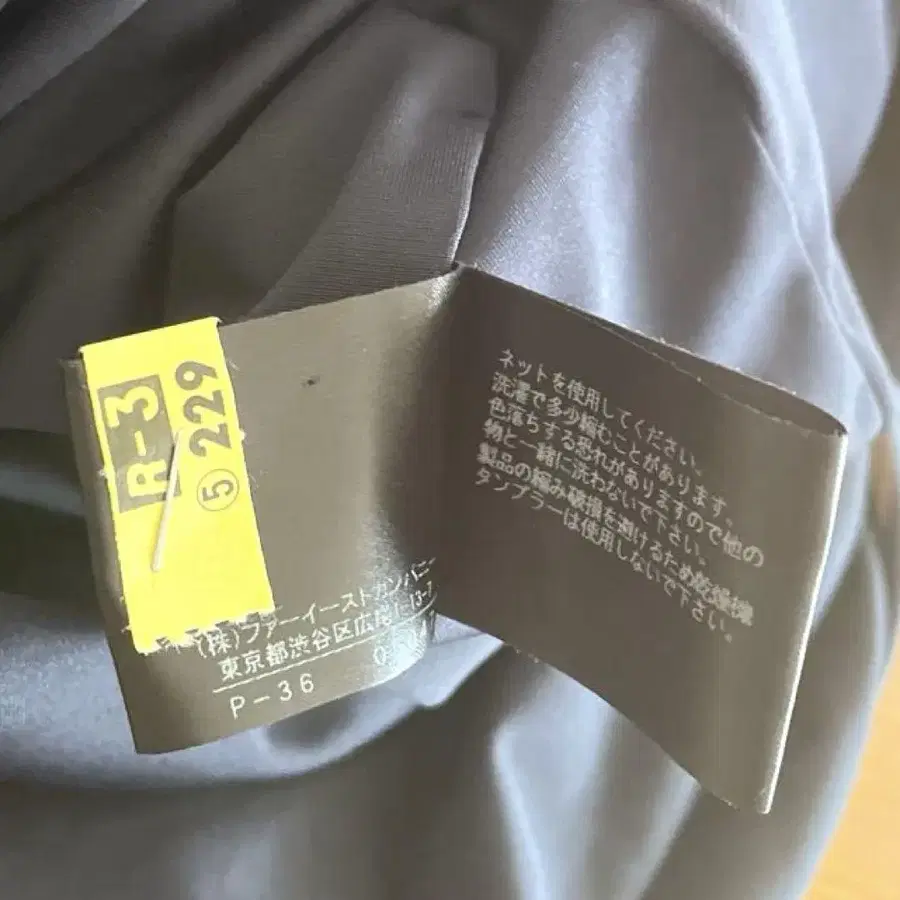 R-3
⑤ 229
(株)ファーイーストカンパニー
東京都渋谷区広尾1-13-7
P-36
ネットを使用してください。
洗濯で多少縮むことがあります。
色落ちする恐れがありますので他の
物と一緒に洗わないで下さい。
製品の縮み破損を避けるため乾燥機
タンブラーは使用しないで下さい。